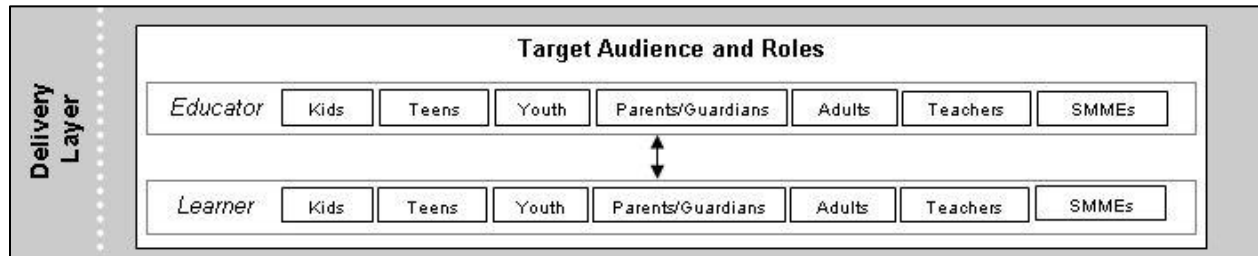 Delivery
Layer
Target Audience and Roles
Educator Kids Teens Youth Parents/Guardians Adults Teachers SMMEs
Learner Kids Teens Youth Parents/Guardians Adults Teachers SMMEs